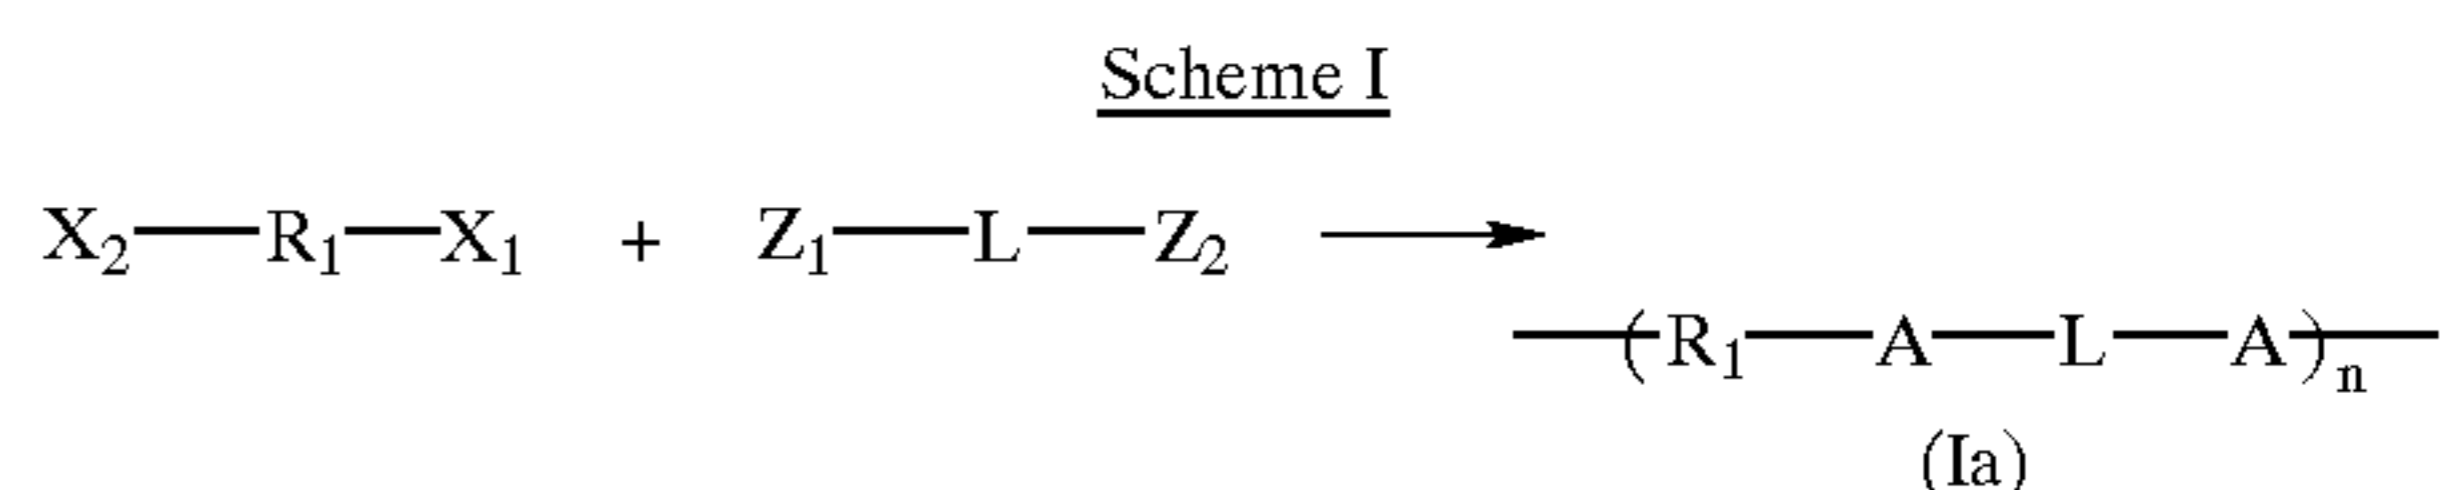 Scheme I
X₂—R₁—X₁ + Z₁—L—Z₂ →
—(R₁—A—L—A)ₙ—
(Ia)